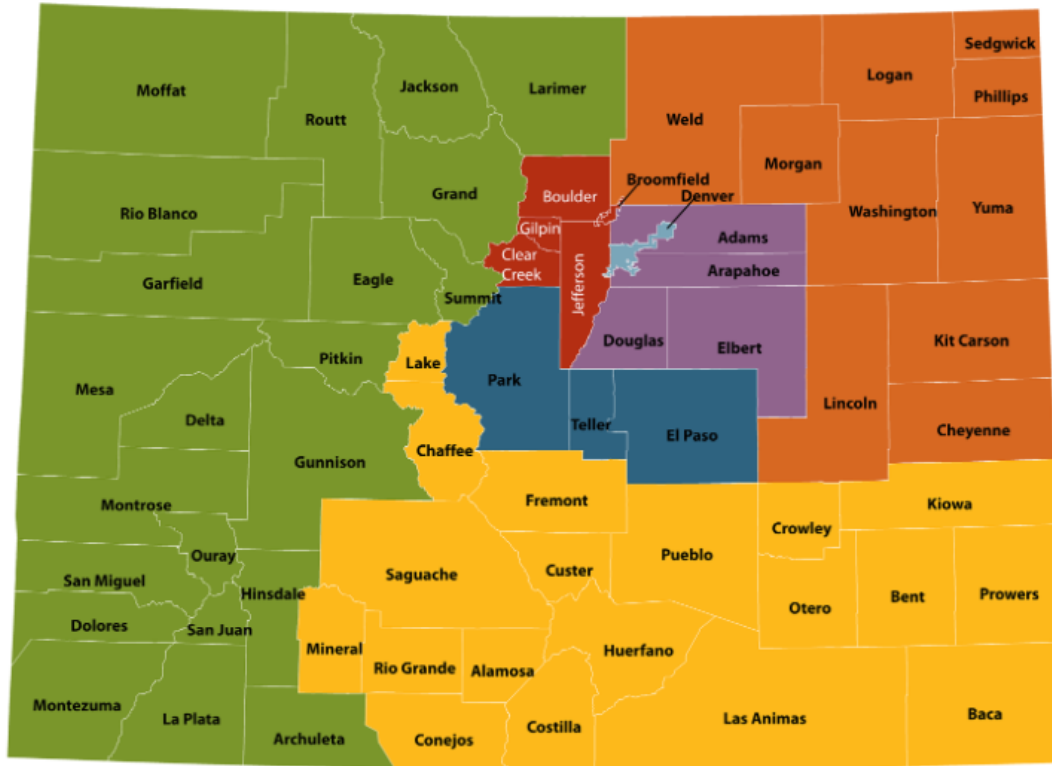 Sedgwick
Logan
Moffat
Jackson
Larimer
Phillips
Routt
Weld
Morgan
Grand
Broomfield
Boulder
Denver
Rio Blanco
Washington
Yuma
Gilpin
Adams
Clear
Creek
Jefferson
Arapahoe
Garfield
Eagle
Summit
Douglas
Elbert
Kit Carson
Pitkin
Lake
Park
Mesa
Lincoln
Delta
Teller
El Paso
Cheyenne
Chaffee
Gunnison
Fremont
Kiowa
Montrose
Crowley
Ouray
Pueblo
Saguache
Custer
San Miguel
Hinsdale
Otero
Bent
Prowers
Dolores
San Juan
Mineral
Huerfano
Rio Grande
Alamosa
Montezuma
La Plata
Costilla
Las Animas
Baca
Archuleta
Conejos